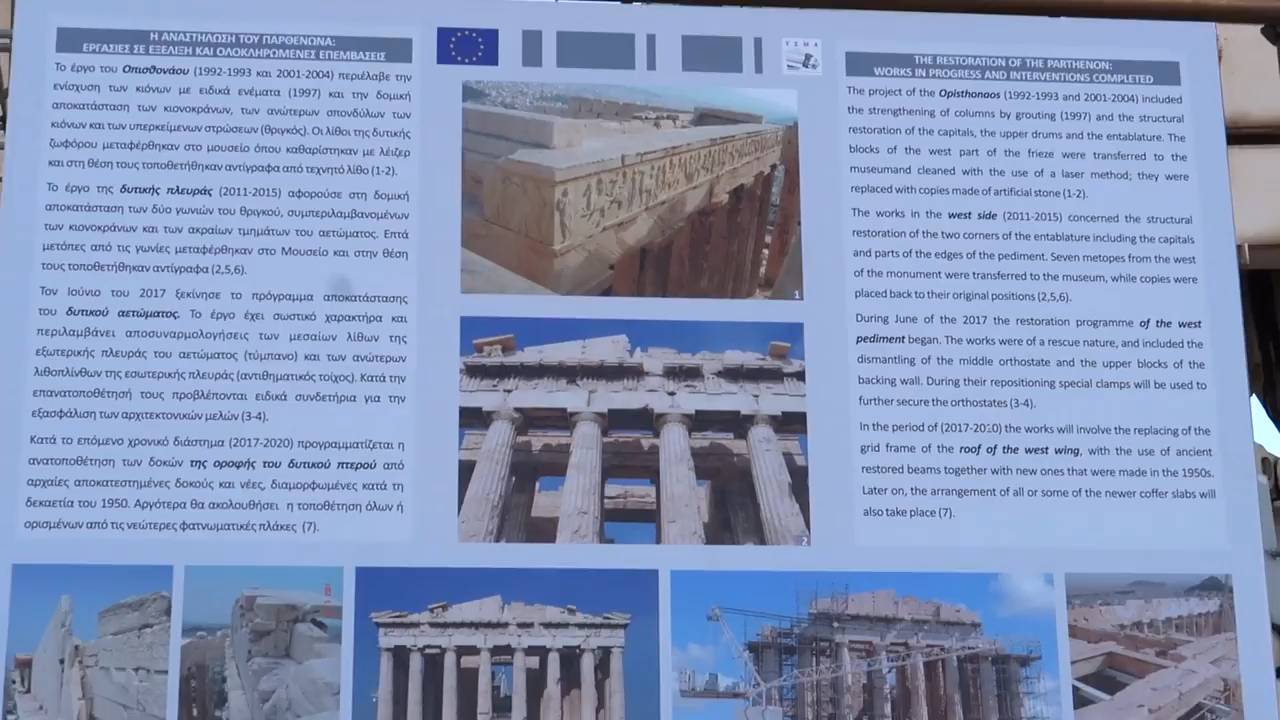 Η ΑΝΑΣΤΗΛΩΣΗ ΤΟΥ ΠΑΡΘΕΝΩΝΑ:
ΕΡΓΑΣΙΕΣ ΣΕ ΕΞΕΛΙΞΗ ΚΑΙ ΟΛΟΚΛΗΡΩΜΕΝΕΣ ΕΠΕΜΒΑΣΕΙΣ
Το έργο του Οπισθονάου (1992-1993 και 2001-2004) περιέλαβε την
ενίσχυση των κιόνων με ειδικά ενέματα (1997) και την δομική
αποκατάσταση των κιονοκράνων, των ανώτερων σπονδύλων των
κιόνων και των υπερκείμενων στρώσεων (θριγκός). Οι λίθοι της δυτικής
ζωφόρου μεταφέρθηκαν στο μουσείο όπου καθαρίστηκαν με λέιζερ
και στη θέση τους τοποθετήθηκαν αντίγραφα από τεχνητό λίθο (1-2).
Το έργο της δυτικής πλευράς (2011-2015) αφορούσε στη δομική
αποκατάσταση των δύο γωνιών του θριγκού, συμπεριλαμβανομένων
των κιονοκράνων και των ακραίων τμημάτων του αετώματος. Επτά
μετόπες από τις γωνίες μεταφέρθηκαν στο Μουσείο και στην θέση
τους τοποθετήθηκαν αντίγραφα (2,5,6).
Τον Ιούνιο του 2017 ξεκίνησε το πρόγραμμα αποκατάστασης
του δυτικού αετώματος. Το έργο έχει σωστικό χαρακτήρα και
περιλαμβάνει αποσυναρμολογήσεις των μεσαίων λίθων της
εξωτερικής πλευράς του αετώματος (τύμπανο) και των ανώτερων
λιθοπλίνθων της εσωτερικής πλευράς (αντιθηματικός τοίχος). Κατά την
επανατοποθέτησή τους προβλέπονται ειδικά συνδετήρια για την
εξασφάλιση των αρχιτεκτονικών μελών (3-4).
Κατά το επόμενο χρονικό διάστημα (2017-2020) προγραμματίζεται η
ανατοποθέτηση των δοκών της οροφής του δυτικού πτερού από
αρχαίες αποκατεστημένες δοκούς και νέες, διαμορφωμένες κατά τη
δεκαετία του 1950. Αργότερα θα ακολουθήσει η τοποθέτηση όλων ή
ορισμένων από τις νεώτερες φατνωματικές πλάκες (7).
ΥΣΜΑ
1
2
THE RESTORATION OF THE PARTHENON:
WORKS IN PROGRESS AND INTERVENTIONS COMPLETED
The project of the Opisthonaos (1992-1993 and 2001-2004) included
the strengthening of columns by grouting (1997) and the structural
restoration of the capitals, the upper drums and the entablature. The
blocks of the west part of the frieze were transferred to the
museumand cleaned with the use of a laser method; they were
replaced with copies made of artificial stone (1-2).
The works in the west side (2011-2015) concerned the structural
restoration of the two corners of the entablature including the capitals
and parts of the edges of the pediment. Seven metopes from the west
of the monument were transferred to the museum, while copies were
placed back to their original positions (2,5,6).
During June of the 2017 the restoration programme of the west
pediment began. The works were of a rescue nature, and included the
dismantling of the middle orthostate and the upper blocks of the
backing wall. During their repositioning special clamps will be used to
further secure the orthostates (3-4).
In the period of (2017-2020) the works will involve the replacing of the
grid frame of the roof of the west wing, with the use of ancient
restored beams together with new ones that were made in the 1950s.
Later on, the arrangement of all or some of the newer coffer slabs will
also take place (7).